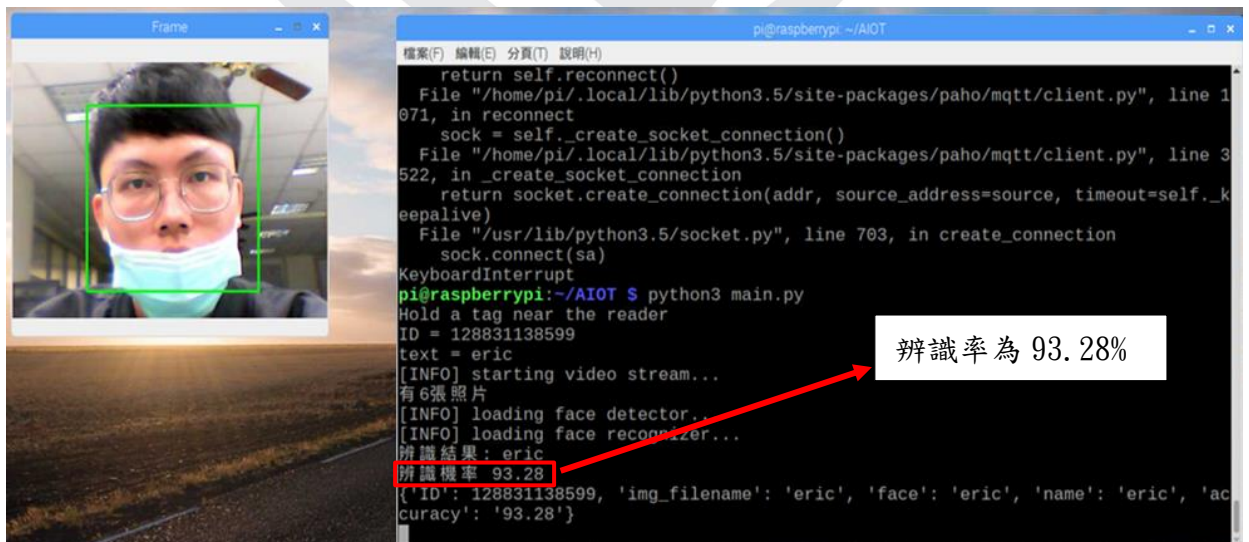 Frame
pi@raspberrypi: ~/AIOT
檔案(F) 編輯(E) 分頁(T) 說明(H)
return self.reconnect()
File "/home/pi/.local/lib/python3.5/site-packages/paho/mqtt/client.py", line 1
071, in reconnect
sock = self._create_socket_connection()
File "/home/pi/.local/lib/python3.5/site-packages/paho/mqtt/client.py", line 3
522, in _create_socket_connection
return socket.create_connection(addr, source_address=source, timeout=self._k
eepalive)
File "/usr/lib/python3.5/socket.py", line 703, in create_connection
sock.connect(sa)
KeyboardInterrupt
pi@raspberrypi:~/AIOT $ python3 main.py
Hold a tag near the reader
ID = 128831138599
text = eric
[INFO] starting video stream...
有6張照片
[INFO] loading face detector..
[INFO] loading face recognizer...
辨識結果: eric
辨識機率 93.28
{'ID': 128831138599, 'img_filename': 'eric', 'face': 'eric', 'name': 'eric', 'ac
curacy': '93.28'}
辨識率為 93.28%